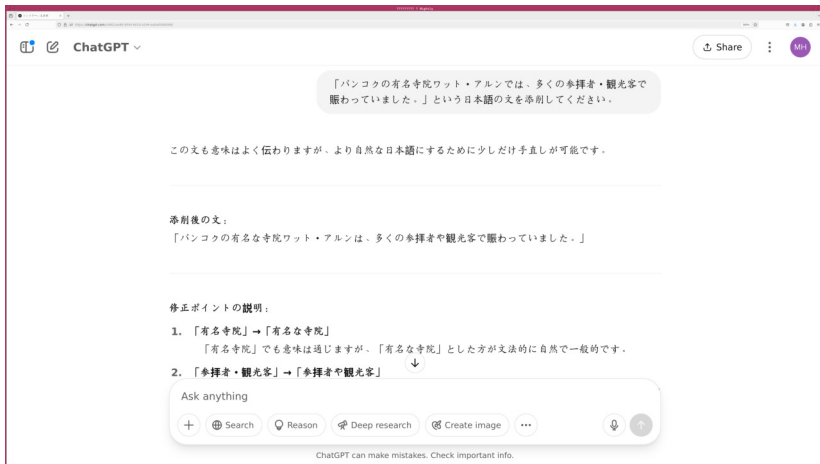 ChatGPT
Share
MH
「バンコクの有名寺院ワット・アルンでは、多くの参拝者・観光客で
賑わっていました。」という日本語の文を添削してください。
この文も意味はよく伝わりますが、より自然な日本語にするために少しだけ手直しが可能です。
添削後の文：
「バンコクの有名な寺院ワット・アルンは、多くの参拝者や観光客で賑わっていました。」
修正ポイントの説明：
1. 「有名寺院」→「有名な寺院」
「有名寺院」でも意味は通じますが、「有名な寺院」とした方が文法的に自然で一般的です。
2. 「参拝者・観光客」→「参拝者や観光客」
Ask anything
Search
Reason
Deep research
Create image
ChatGPT can make mistakes. Check important info.